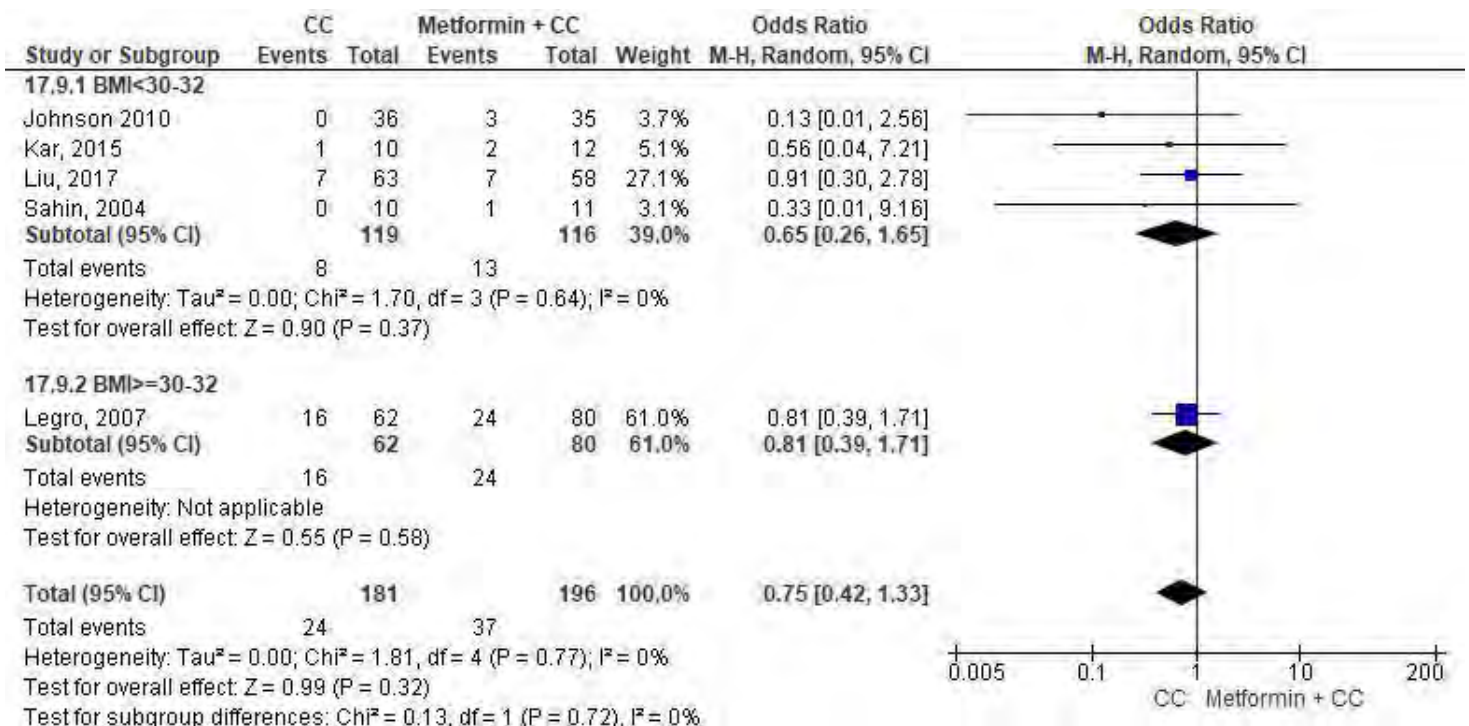 CC Metformin + CC Odds Ratio Odds Ratio
Study or Subgroup Events Total Events Total Weight M-H, Random, 95% CI M-H, Random, 95% CI
17.9.1 BMI<30-32
Johnson 2010 0 36 3 35 3.7% 0.13 [0.01, 2.56]
Kar, 2015 1 10 2 12 5.1% 0.56 [0.04, 7.21]
Liu, 2017 7 63 7 58 27.1% 0.91 [0.30, 2.78]
Sahin, 2004 0 10 1 11 3.1% 0.33 [0.01, 9.16]
Subtotal (95% CI) 119 116 39.0% 0.65 [0.26, 1.65]
Total events 8 13
Heterogeneity: Tau² = 0.00; Chi² = 1.70, df = 3 (P = 0.64); I² = 0%
Test for overall effect: Z = 0.90 (P = 0.37)
17.9.2 BMI>=30-32
Legro, 2007 16 62 24 80 61.0% 0.81 [0.39, 1.71]
Subtotal (95% CI) 62 80 61.0% 0.81 [0.39, 1.71]
Total events 16 24
Heterogeneity: Not applicable
Test for overall effect: Z = 0.55 (P = 0.58)
Total (95% CI) 181 196 100.0% 0.75 [0.42, 1.33]
Total events 24 37
Heterogeneity: Tau² = 0.00; Chi² = 1.81, df = 4 (P = 0.77); I² = 0%
Test for overall effect: Z = 0.99 (P = 0.32)
Test for subgroup differences: Chi² = 0.13, df = 1 (P = 0.72), I² = 0%
0.005 0.1 1 10 200
CC Metformin + CC